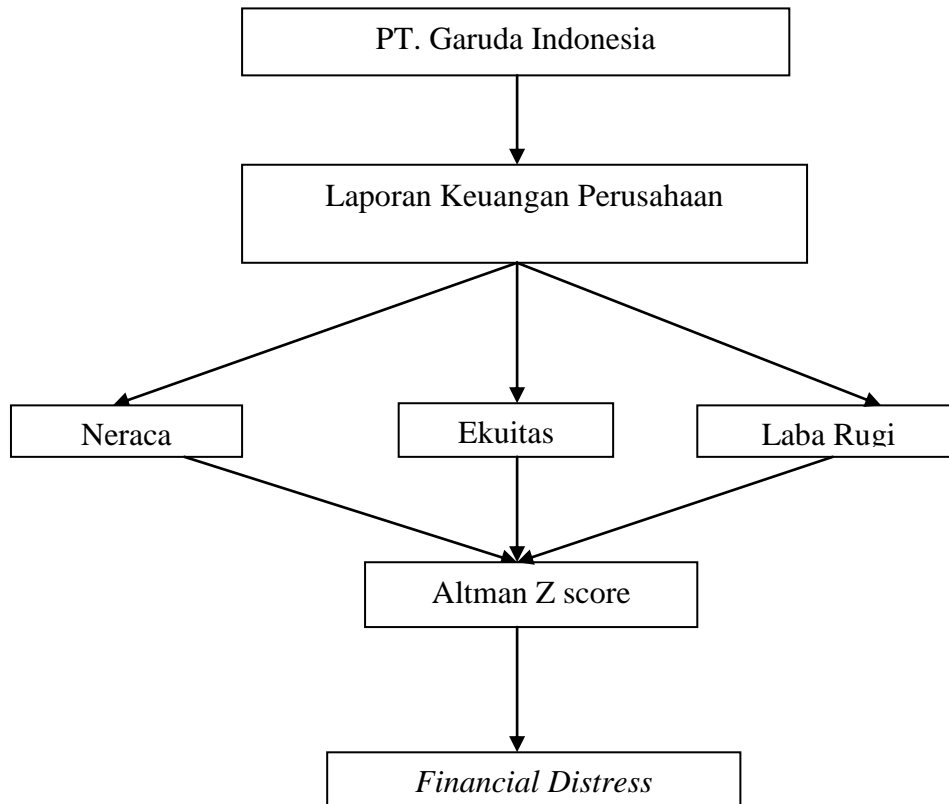 PT. Garuda Indonesia
Laporan Keuangan Perusahaan
Neraca
Ekuitas
Laba Rugi
Altman Z score
Financial Distress